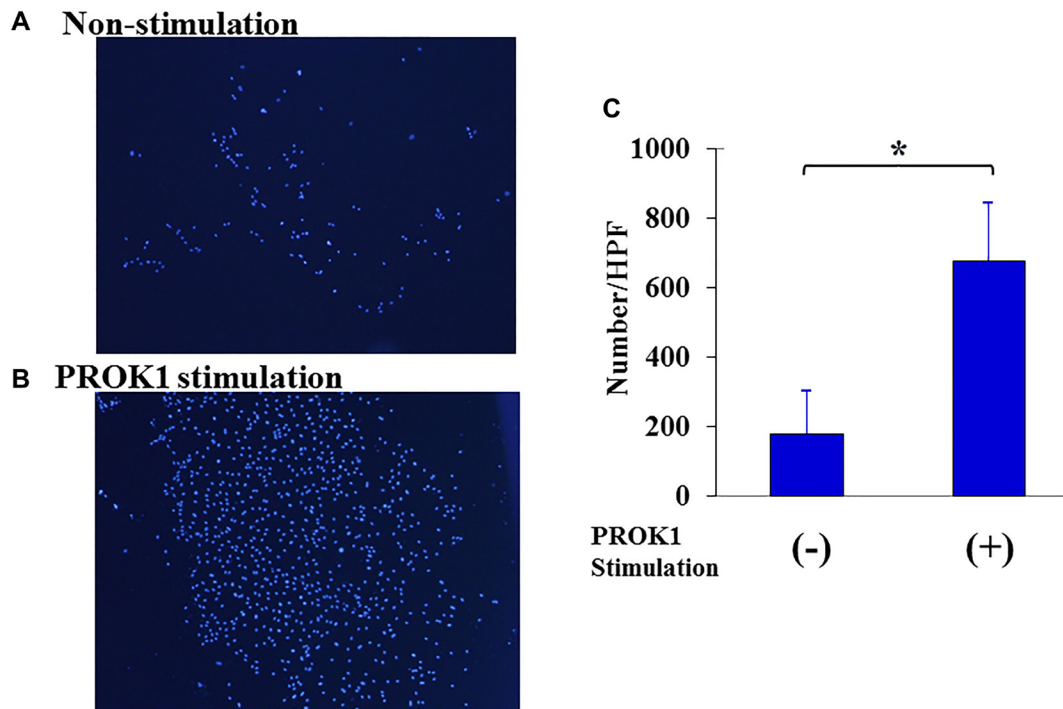 A Non-stimulation
B PROK1 stimulation
C
*
1000
800
600
400
200
0
Number/HPF
PROK1
Stimulation
(-) (+)